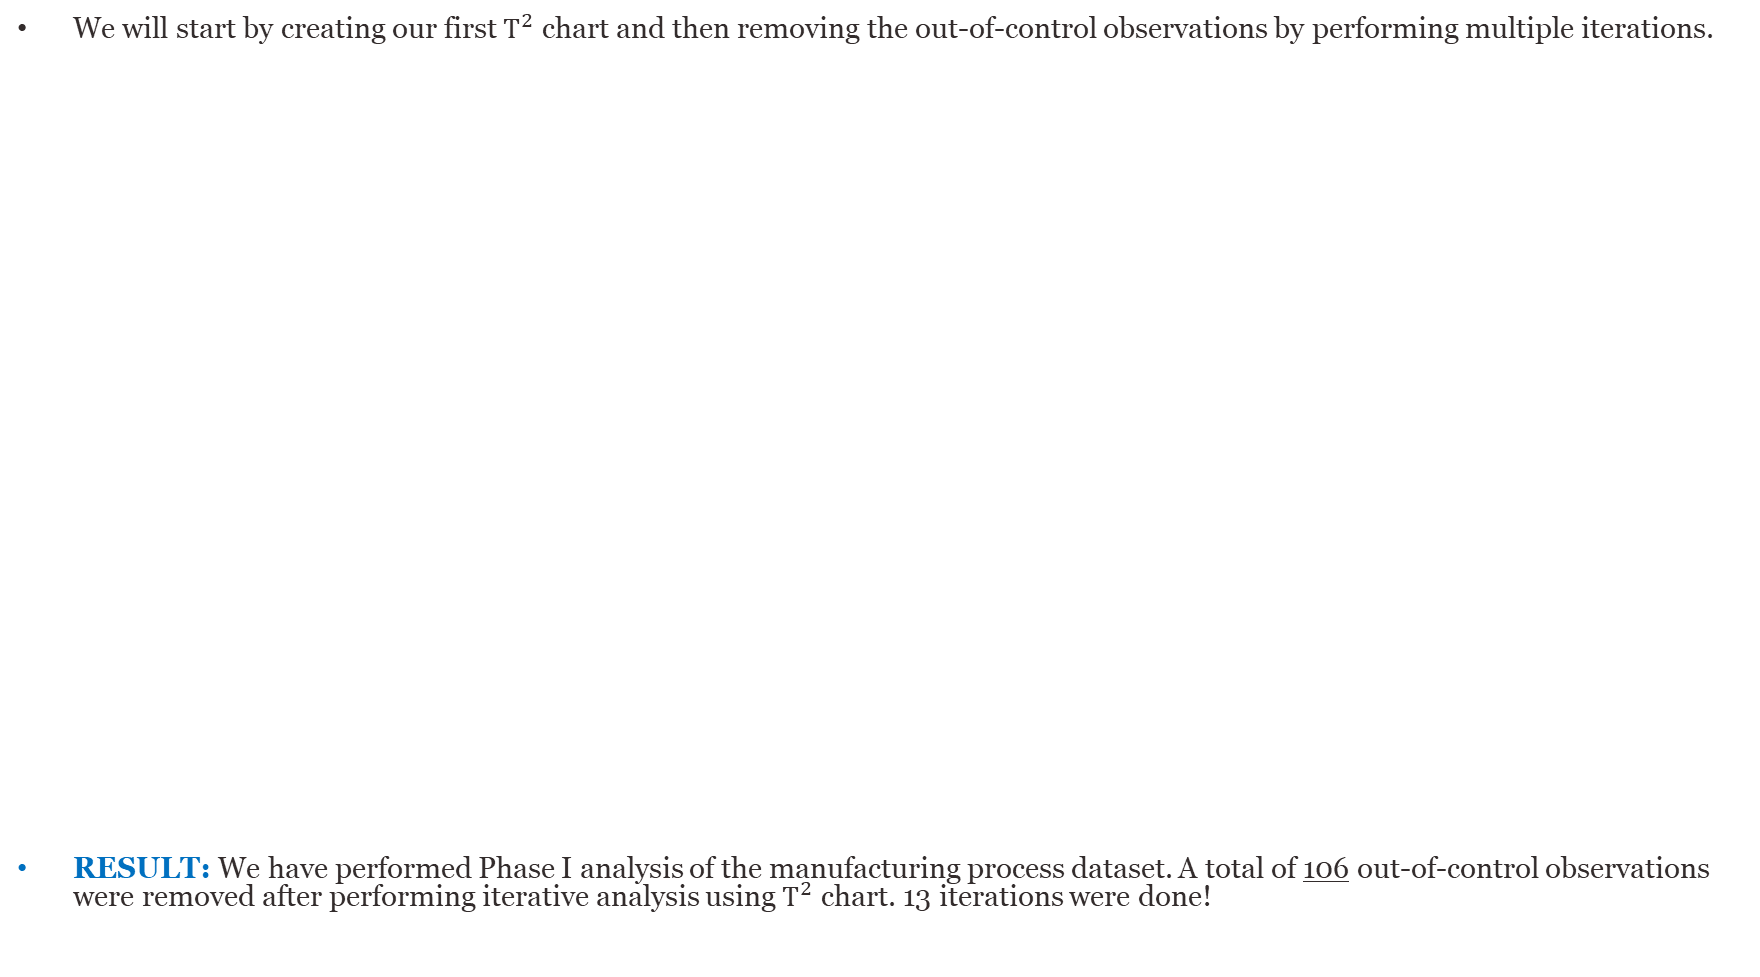 • We will start by creating our first T² chart and then removing the out-of-control observations by performing multiple iterations.
• RESULT: We have performed Phase I analysis of the manufacturing process dataset. A total of 106 out-of-control observations
were removed after performing iterative analysis using T² chart. 13 iterations were done!